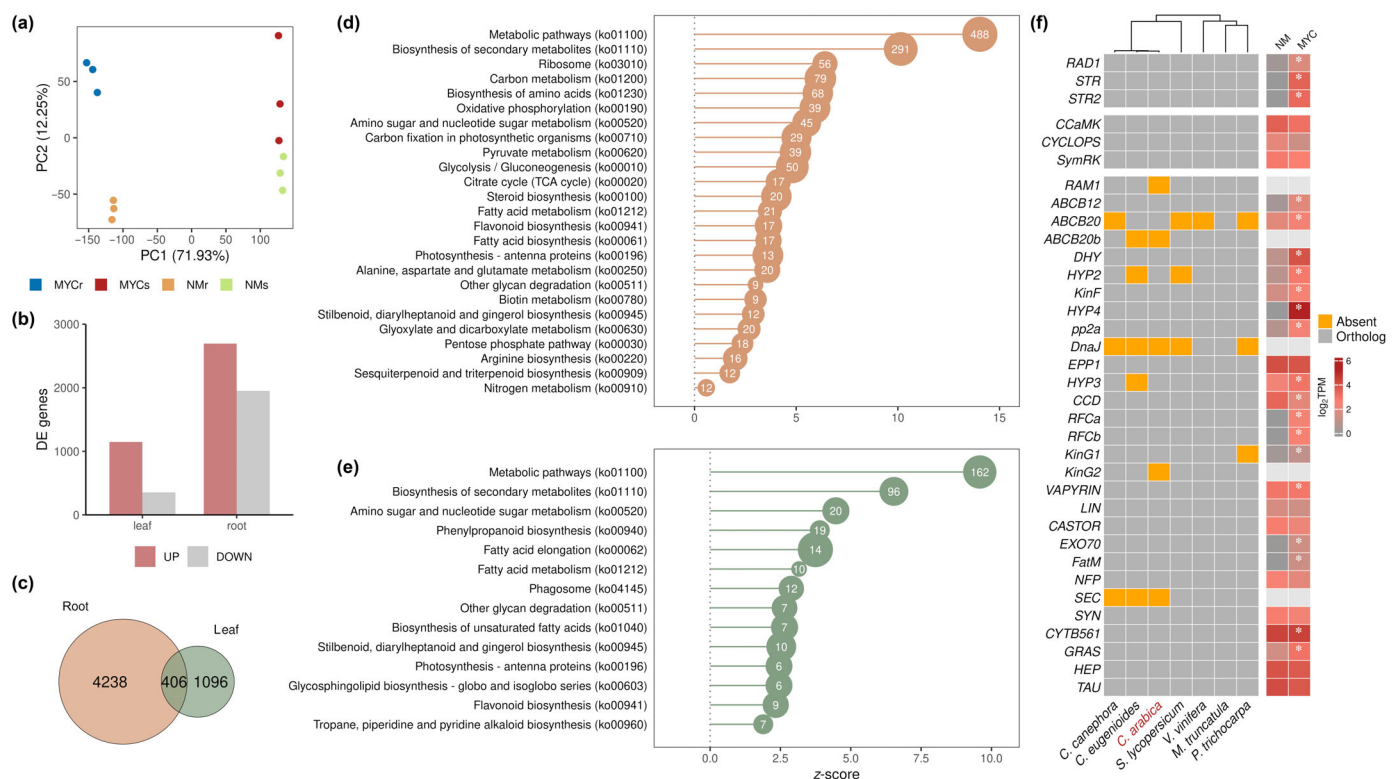 (a)
PC2 (12.25%)
50
0
−50
−150
−100
−50
0
50
100
PC1 (71.93%)
MYCr
MYCs
NMr
NMs
(b)
DE genes
3000
2000
1000
0
leaf
root
UP
DOWN
(c)
Root
Leaf
4238
406
1096
(d)
Metabolic pathways (ko01100) 488
Biosynthesis of secondary metabolites (ko01110) 291
Ribosome (ko03010) 56
Carbon metabolism (ko01200) 79
Biosynthesis of amino acids (ko01230) 68
Oxidative phosphorylation (ko00190) 39
Amino sugar and nucleotide sugar metabolism (ko00520) 45
Carbon fixation in photosynthetic organisms (ko00710) 29
Pyruvate metabolism (ko00620) 39
Glycolysis / Gluconeogenesis (ko00010) 50
Citrate cycle (TCA cycle) (ko00020) 17
Steroid biosynthesis (ko00100) 20
Fatty acid metabolism (ko01212) 21
Flavonoid biosynthesis (ko00941) 17
Fatty acid biosynthesis (ko00061) 17
Photosynthesis - antenna proteins (ko00196) 13
Alanine, aspartate and glutamate metabolism (ko00250) 20
Other glycan degradation (ko00511) 9
Biotin metabolism (ko00780) 9
Stilbenoid, diarylheptanoid and gingerol biosynthesis (ko00945) 12
Glyoxylate and dicarboxylate metabolism (ko00630) 20
Pentose phosphate pathway (ko00030) 18
Arginine biosynthesis (ko00220) 16
Sesquiterpenoid and triterpenoid biosynthesis (ko00909) 12
Nitrogen metabolism (ko00910) 12
0 5 10 15
(e)
Metabolic pathways (ko01100) 162
Biosynthesis of secondary metabolites (ko01110) 96
Amino sugar and nucleotide sugar metabolism (ko00520) 20
Phenylpropanoid biosynthesis (ko00940) 19
Fatty acid elongation (ko00062) 14
Fatty acid metabolism (ko01212) 10
Phagosome (ko04145) 12
Other glycan degradation (ko00511) 7
Biosynthesis of unsaturated fatty acids (ko01040) 7
Stilbenoid, diarylheptanoid and gingerol biosynthesis (ko00945) 10
Photosynthesis - antenna proteins (ko00196) 6
Glycosphingolipid biosynthesis - globo and isoglobo series (ko00603) 6
Flavonoid biosynthesis (ko00941) 9
Tropane, piperidine and pyridine alkaloid biosynthesis (ko00960) 7
0.0 2.5 5.0 7.5 10.0
z-score
(f)
NM
MYC
RAD1 *
STR *
STR2 *
CCaMK
CYCLOPS
SymRK
RAM1
ABCB12 *
ABCB20 *
ABCB20b
DHY *
HYP2 *
KinF *
HYP4 *
pp2a *
DnaJ
EPP1
HYP3 *
CCD *
RFCa *
RFCb *
KinG1 *
KinG2
VAPYRIN *
LIN
CASTOR
EXO70 *
FatM *
NFP
SEC
SYN
CYTB561 *
GRAS *
HEP
TAU
C. canephora
C. eugenioides
C. arabica
S. lycopersicum
V. vinifera
M. truncatula
P. trichocarpa
Absent
Ortholog
log2TPM
6
4
2
0